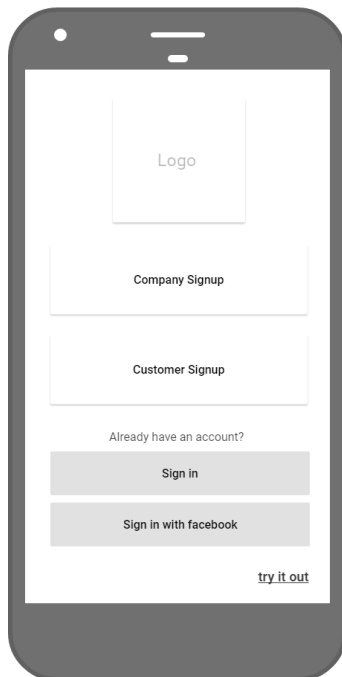 Logo
Company Signup
Customer Signup
Already have an account?
Sign in
Sign in with facebook
try it out